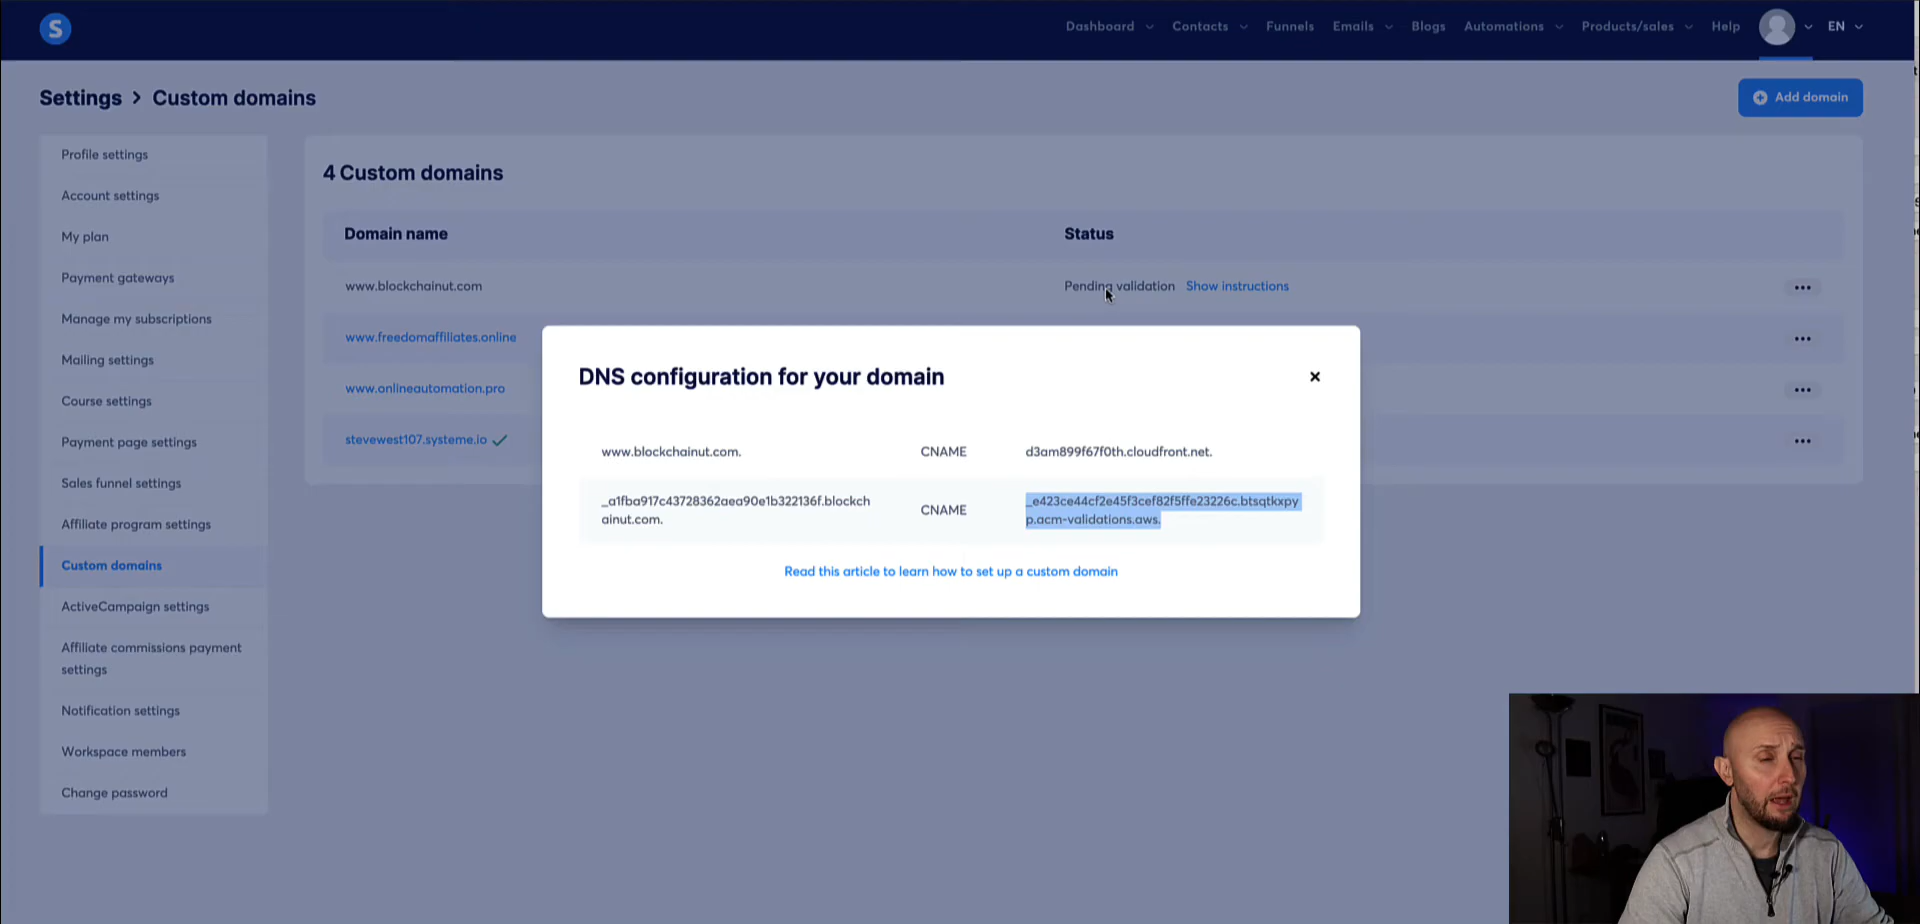 S
Dashboard
Contacts
Funnels
Emails
Blogs
Automations
Products/sales
Help
EN
Settings > Custom domains
Add domain
Profile settings
Account settings
My plan
Payment gateways
Manage my subscriptions
Mailing settings
Course settings
Payment page settings
Sales funnel settings
Affiliate program settings
Custom domains
ActiveCampaign settings
Affiliate commissions payment
settings
Notification settings
Workspace members
Change password
4 Custom domains
Domain name
Status
www.blockchainut.com
Pending validation
Show instructions
www.freedomaffiliates.online
www.onlineautomation.pro
stevewest107.systeme.io
DNS configuration for your domain
www.blockchainut.com.
CNAME
d3am899f67f0th.cloudfront.net.
_a1fba917c43728362aea90e1b322136f.blockch
ainut.com.
CNAME
_e423ce44cf2e45f3cef82f5ffe23226c.btsqtkxpy
p.acm-validations.aws.
Read this article to learn how to set up a custom domain